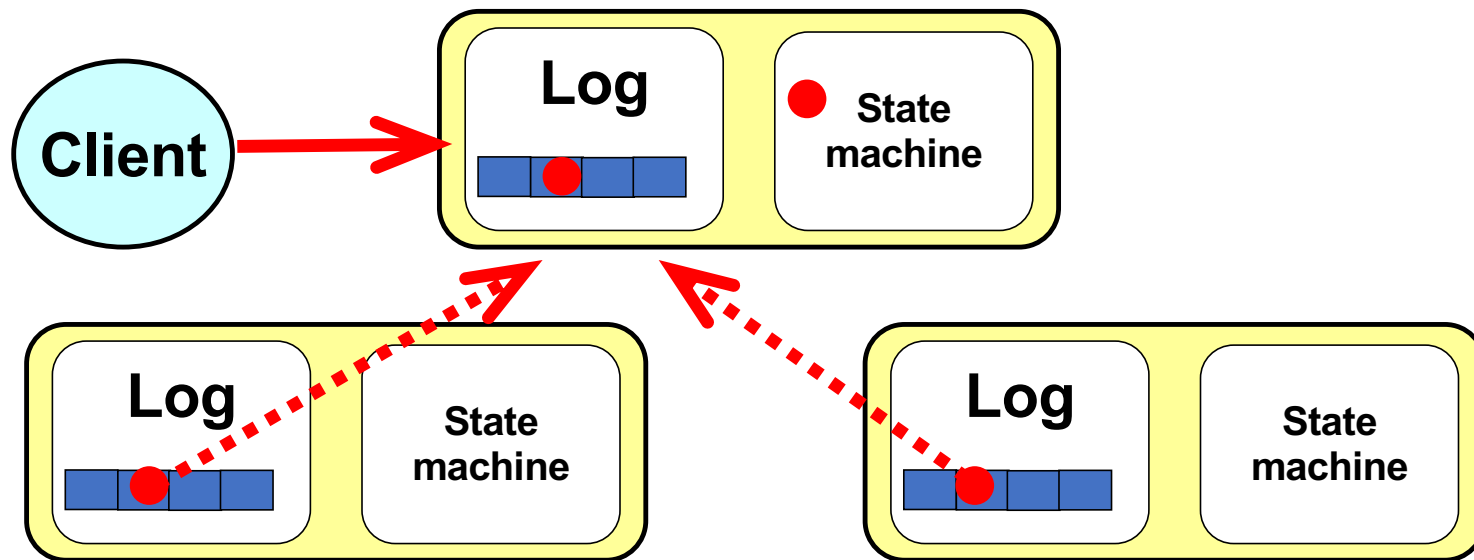 Log
State
machine
Client
Log
State
machine
Log
State
machine